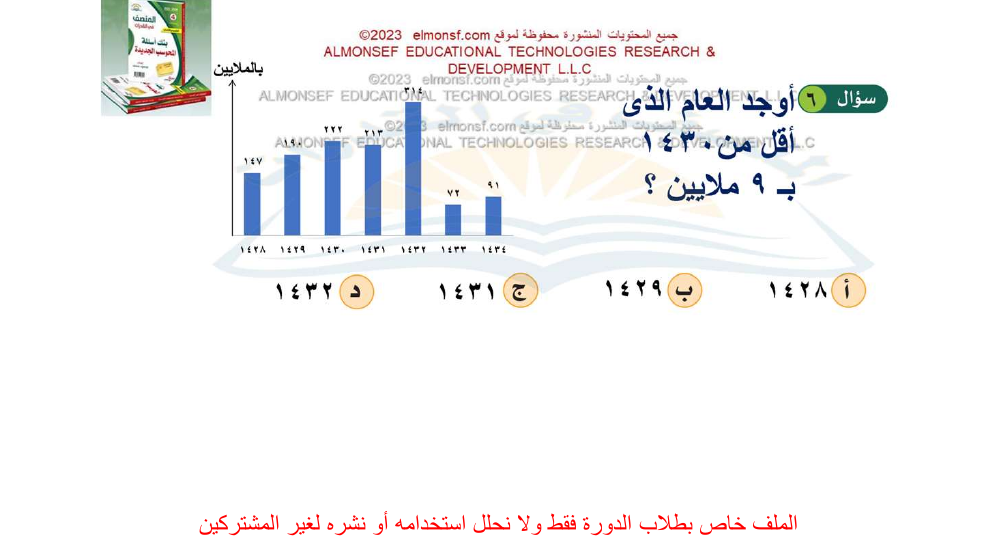 جميع المحتويات المنشورة محفوظة لموقع elmonsf.com ©2023
ALMONSEF EDUCATIONAL TECHNOLOGIES RESEARCH &
DEVELOPMENT L.L.C
جميع المحتويات المنشورة محفوظة لموقع elmonsf.com ©2023
ALMONSEF EDUCATIONAL TECHNOLOGIES RESEARCH & DEVELOPMENT L.L.C
جميع المحتويات المنشورة محفوظة لموقع elmonsf.com ©2023
ALMONSEF EDUCATIONAL TECHNOLOGIES RESEARCH & DEVELOPMENT L.L.C
المنصف
بنك أسئلة
المحوسب الجديدة
سؤال ٦
أوجد العام الذى
أقل من ١٤٣٠
بـ ٩ ملايين ؟
بالملايين
١٤٧ ١٩٠ ٢٢٢ ٢١٣ ٣١٤ ٧٢ ٩١
١٤٢٨ ١٤٢٩ ١٤٣٠ ١٤٣١ ١٤٣٢ ١٤٣٣ ١٤٣٤
أ ١٤٢٨ ب ١٤٢٩ ج ١٤٣١ د ١٤٣٢
الملف خاص بطلاب الدورة فقط ولا نحلل استخدامه أو نشره لغير المشتركين